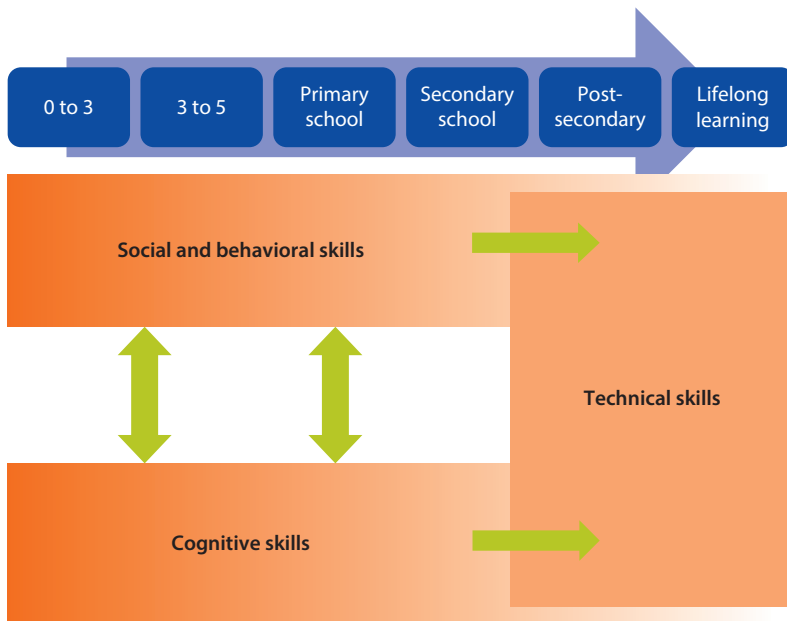 0 to 3
3 to 5
Primary
school
Secondary
school
Post-
secondary
Lifelong
learning
Social and behavioral skills
Technical skills
Cognitive skills